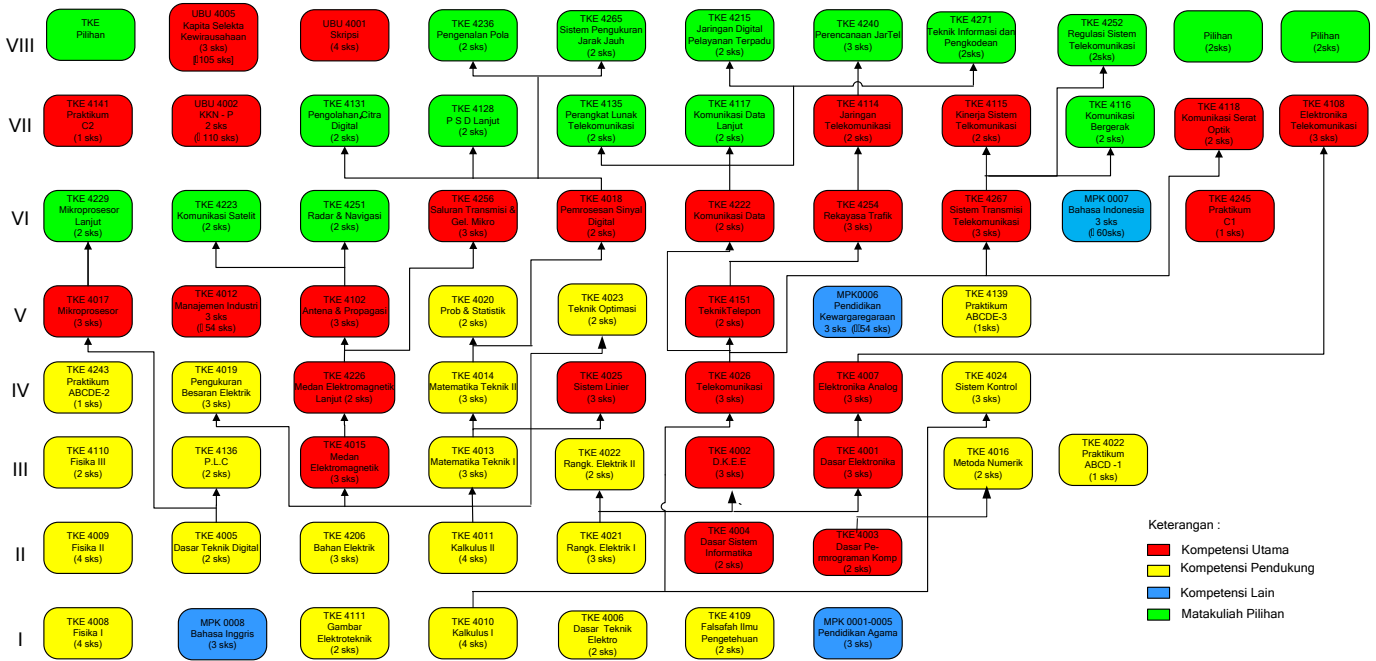 VIII
TKE
Pilihan
UBU 4005
Kapita Selekta
Kewirausahaan
(3 sks)
105 sks]
UBU 4001
Skripsi
(4 sks)
TKE 4236
Pengenalan Pola
(2 sks)
TKE 4265
Sistem Pengukuran
Jarak Jauh
(2 sks)
TKE 4215
Jaringan Digital
Pelayanan Terpadu
(2 sks)
TKE 4240
Perencanaan JarTel
(3 sks)
TKE 4271
Teknik Informasi dan
Pengkodean
(2sks)
TKE 4252
Regulasi Sistem
Telekomunikasi
(2sks)
Pilihan
(2sks)
Pilihan
(2sks)
VII
TKE 4141
Praktikum
C2
(1 sks)
UBU 4002
KKN - P
2 sks
110 sks)
TKE 4131
Pengolahan Citra
Digital
(2 sks)
TKE 4128
P S D Lanjut
(2 sks)
TKE 4135
Perangkat Lunak
Telekomunikasi
(2 sks)
TKE 4117
Komunikasi Data
Lanjut
(2 sks)
TKE 4114
Jaringan
Telekomunikasi
(2 sks)
TKE 4115
Kinerja Sistem
Telkomunikasi
(2 sks)
TKE 4116
Komunikasi
Bergerak
(2 sks)
TKE 4118
Komunikasi Serat
Optik
(2 sks)
TKE 4108
Elektronika
Telekomunikasi
(3 sks)
VI
TKE 4229
Mikroprosesor
Lanjut
(2 sks)
TKE 4223
Komunikasi Satelit
(2 sks)
TKE 4251
Radar & Navigasi
(2 sks)
TKE 4256
Saluran Transmisi &
Gel. Mikro
(3 sks)
TKE 4018
Pemrosesan Sinyal
Digital
(2 sks)
TKE 4222
Komunikasi Data
(2 sks)
TKE 4254
Rekayasa Trafik
(3 sks)
TKE 4267
Sistem Transmisi
Telekomunikasi
(3 sks)
MPK 0007
Bahasa Indonesia
3 sks
60sks)
TKE 4245
Praktikum
C1
(1 sks)
V
TKE 4017
Mikroprosesor
(3 sks)
TKE 4012
Manajemen Industri
3 sks
54 sks)
TKE 4102
Antena & Propagasi
(3 sks)
TKE 4020
Prob & Statistik
(2 sks)
TKE 4023
Teknik Optimasi
(2 sks)
TKE 4151
TeknikTelepon
(2 sks)
MPK0006
Pendidikan
Kewargaregaraan
3 sks 54 sks)
TKE 4139
Praktikum
ABCDE-3
(1sks)
IV
TKE 4243
Praktikum
ABCDE-2
(1 sks)
TKE 4019
Pengukuran
Besaran Elektrik
(3 sks)
TKE 4226
Medan Elektromagnetik
Lanjut (2 sks)
TKE 4014
Matematika Teknik II
(3 sks)
TKE 4025
Sistem Linier
(3 sks)
TKE 4026
Telekomunikasi
(3 sks)
TKE 4007
Elektronika Analog
(3 sks)
TKE 4024
Sistem Kontrol
(3 sks)
III
TKE 4110
Fisika III
(2 sks)
TKE 4136
P.L.C
(2 sks)
TKE 4015
Medan
Elektromagnetik
(3 sks)
TKE 4013
Matematika Teknik I
(3 sks)
TKE 4022
Rangk. Elektrik II
(2 sks)
TKE 4002
D.K.E.E
(3 sks)
TKE 4001
Dasar Elektronika
(3 sks)
TKE 4016
Metoda Numerik
(2 sks)
TKE 4022
Praktikum
ABCD -1
(1 sks)
II
TKE 4009
Fisika II
(4 sks)
TKE 4005
Dasar Teknik Digital
(2 sks)
TKE 4206
Bahan Elektrik
(3 sks)
TKE 4011
Kalkulus II
(4 sks)
TKE 4021
Rangk. Elektrik I
(3 sks)
TKE 4004
Dasar Sistem
Informatika
(2 sks)
TKE 4003
Dasar Pe-
mrograman Komp
(2 sks)
I
TKE 4008
Fisika I
(4 sks)
MPK 0008
Bahasa Inggris
(3 sks)
TKE 4111
Gambar
Elektroteknik
(2 sks)
TKE 4010
Kalkulus I
(4 sks)
TKE 4006
Dasar Teknik
Elektro
(2 sks)
TKE 4109
Falsafah Ilmu
Pengetehuan
(2 sks)
MPK 0001-0005
Pendidikan Agama
(3 sks)
Keterangan :
Kompetensi Utama
Kompetensi Pendukung
Kompetensi Lain
Matakuliah Pilihan